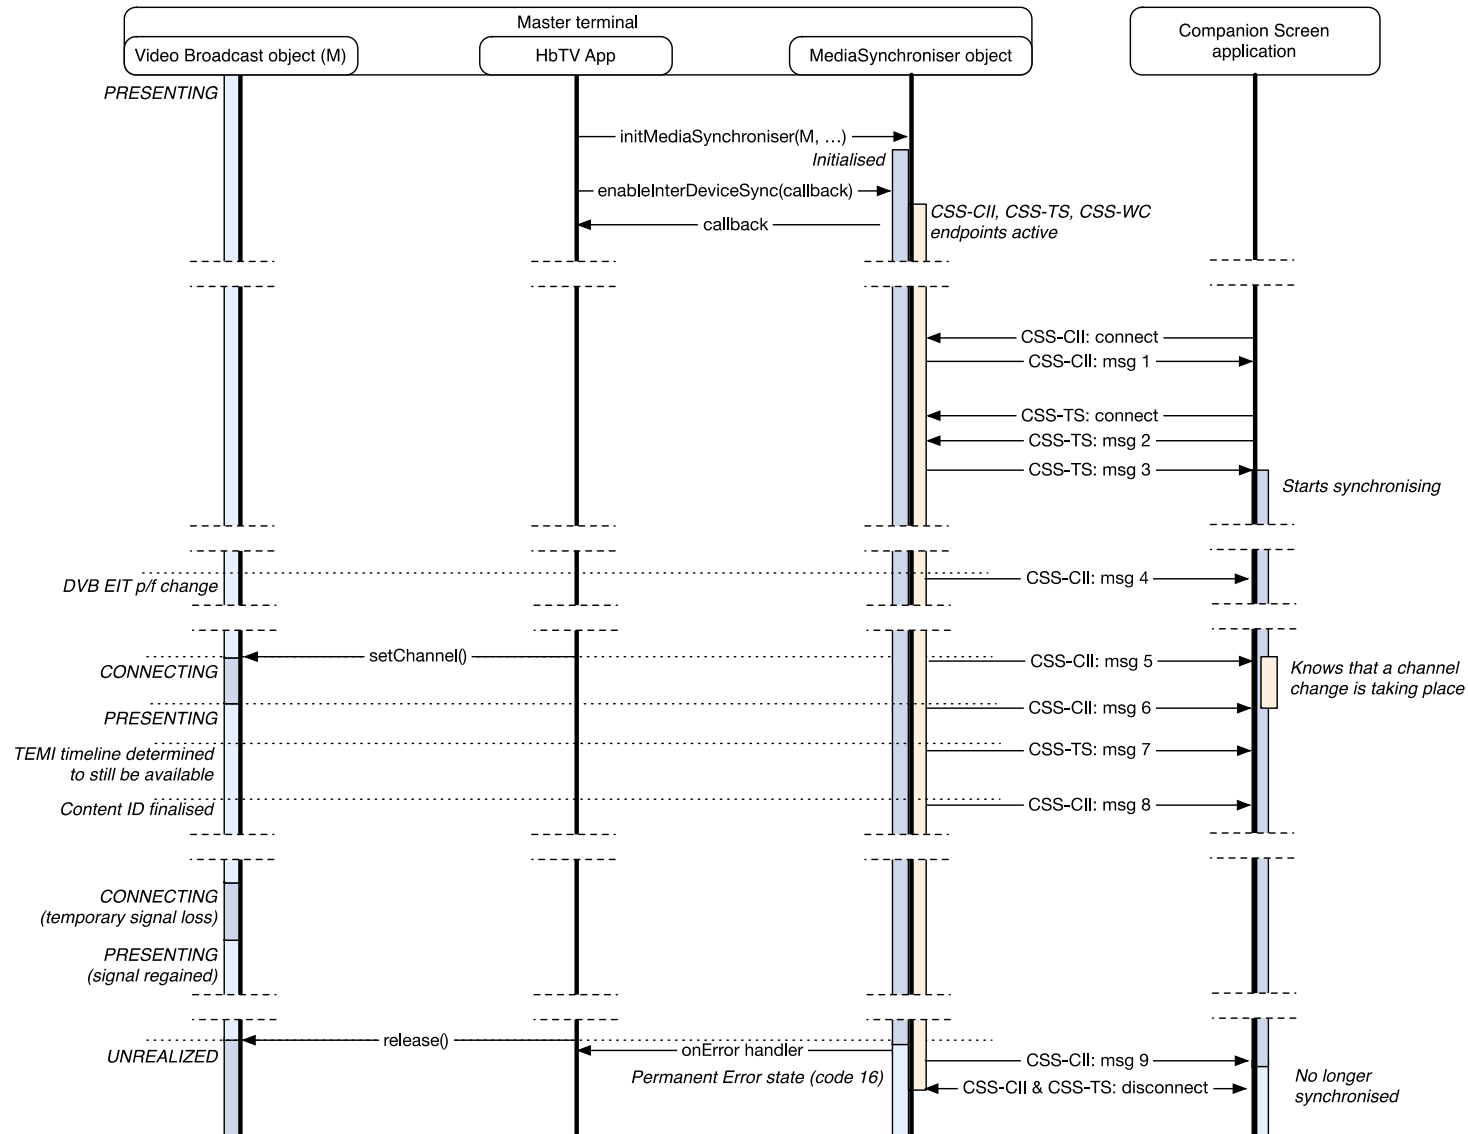 Master terminal
Video Broadcast object (M)
HbTV App
MediaSynchroniser object
Companion Screen
application
PRESENTING
initMediaSynchroniser(M, ...)
Initialised
enableInterDeviceSync(callback)
CSS-CII, CSS-TS, CSS-WC
endpoints active
callback
CSS-CII: connect
CSS-CII: msg 1
CSS-TS: connect
CSS-TS: msg 2
CSS-TS: msg 3
Starts synchronising
DVB EIT p/f change
CSS-CII: msg 4
setChannel()
CONNECTING
CSS-CII: msg 5
Knows that a channel
change is taking place
PRESENTING
CSS-CII: msg 6
TEMI timeline determined
to still be available
CSS-TS: msg 7
Content ID finalised
CSS-CII: msg 8
CONNECTING
(temporary signal loss)
PRESENTING
(signal regained)
release()
UNREALIZED
onError handler
Permanent Error state (code 16)
CSS-CII: msg 9
CSS-CII & CSS-TS: disconnect
No longer
synchronised